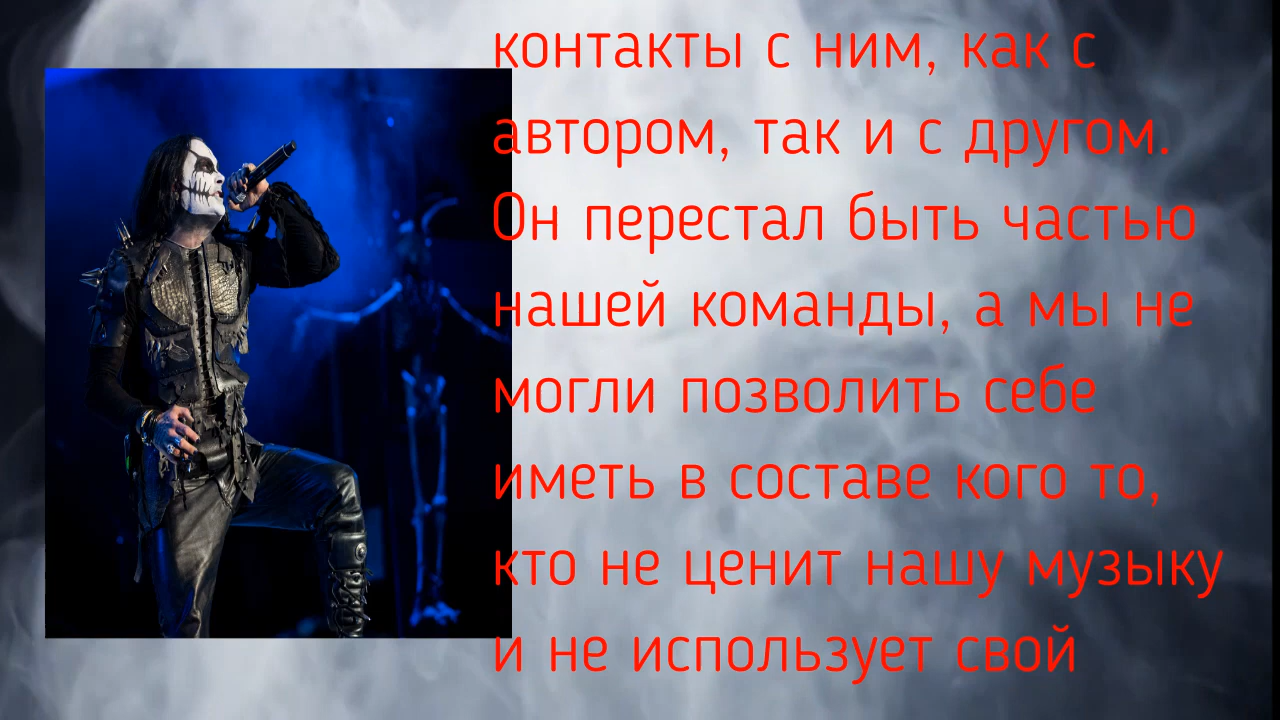 контакты с ним, как с
автором, так и с другом.
Он перестал быть частью
нашей команды, а мы не
могли позволить себе
иметь в составе кого то,
кто не ценит нашу музыку
и не использует свой